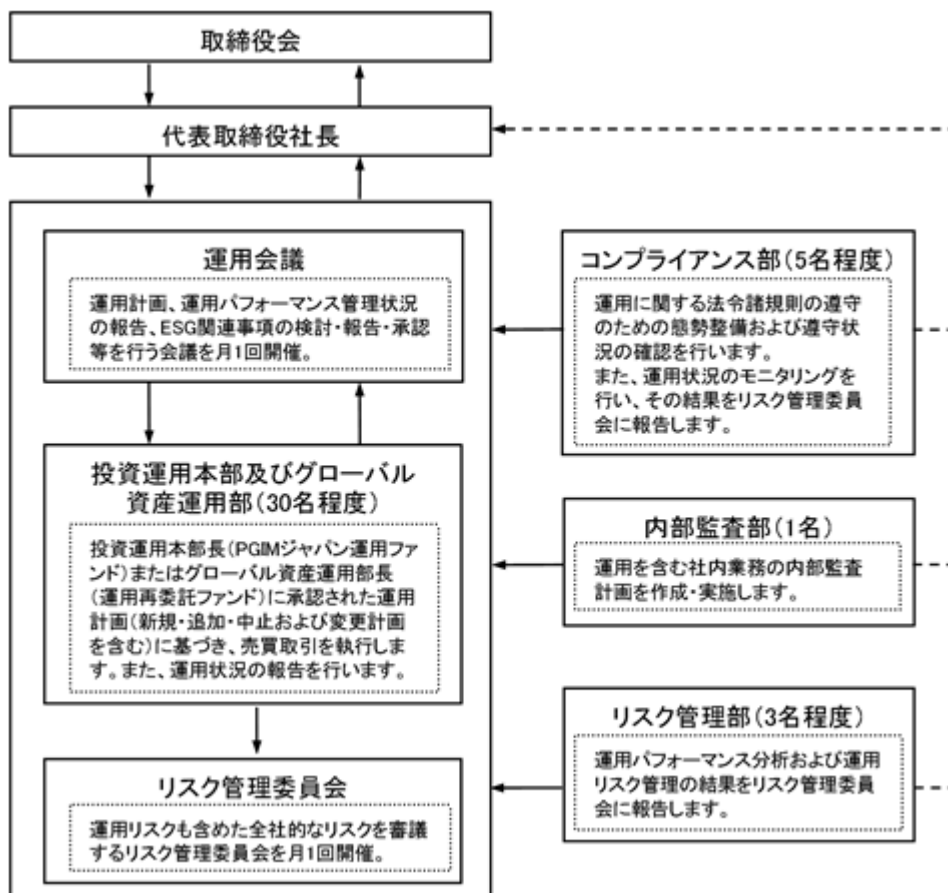 取締役会
代表取締役社長
運用会議
運用計画、運用パフォーマンス管理状況
の報告、ESG関連事項の検討・報告・承認
等を行う会議を月1回開催。
投資運用本部及びグローバル
資産運用部（30名程度）
投資運用本部長（PGIMジャパン運用ファ
ンド）またはグローバル資産運用部長
（運用再委託ファンド）に承認された運用
計画（新規・追加・中止および変更計画
を含む）に基づき、売買取引を執行しま
す。また、運用状況の報告を行います。
リスク管理委員会
運用リスクも含めた全社的なリスクを審議
するリスク管理委員会を月1回開催。
コンプライアンス部（5名程度）
運用に関する法令諸規則の遵守
のための態勢整備および遵守状
況の確認を行います。
また、運用状況のモニタリングを
行い、その結果をリスク管理委員
会に報告します。
内部監査部（1名）
運用を含む社内業務の内部監査
計画を作成・実施します。
リスク管理部（3名程度）
運用パフォーマンス分析および運用
リスク管理の結果をリスク管理委員
会に報告します。